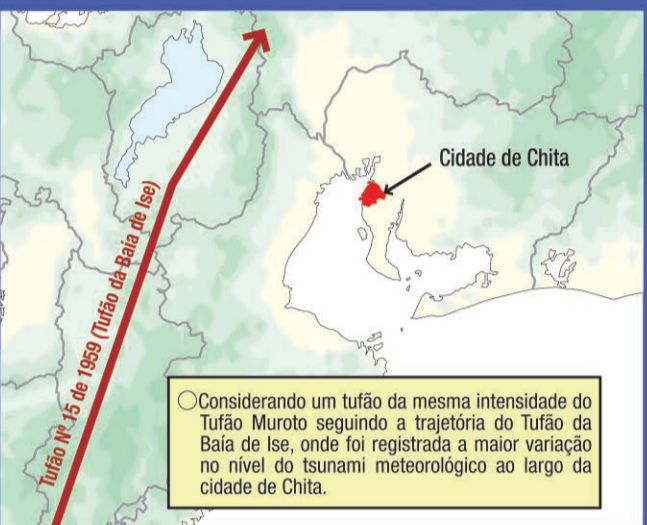 Cidade de Chita
Tufão Nº 15 de 1959 (Tufão da Baía de Ise)
○Considerando um tufão da mesma intensidade do
Tufão Muroto seguindo a trajetória do Tufão da
Baía de Ise, onde foi registrada a maior variação
no nível do tsunami meteorológico ao largo da
cidade de Chita.